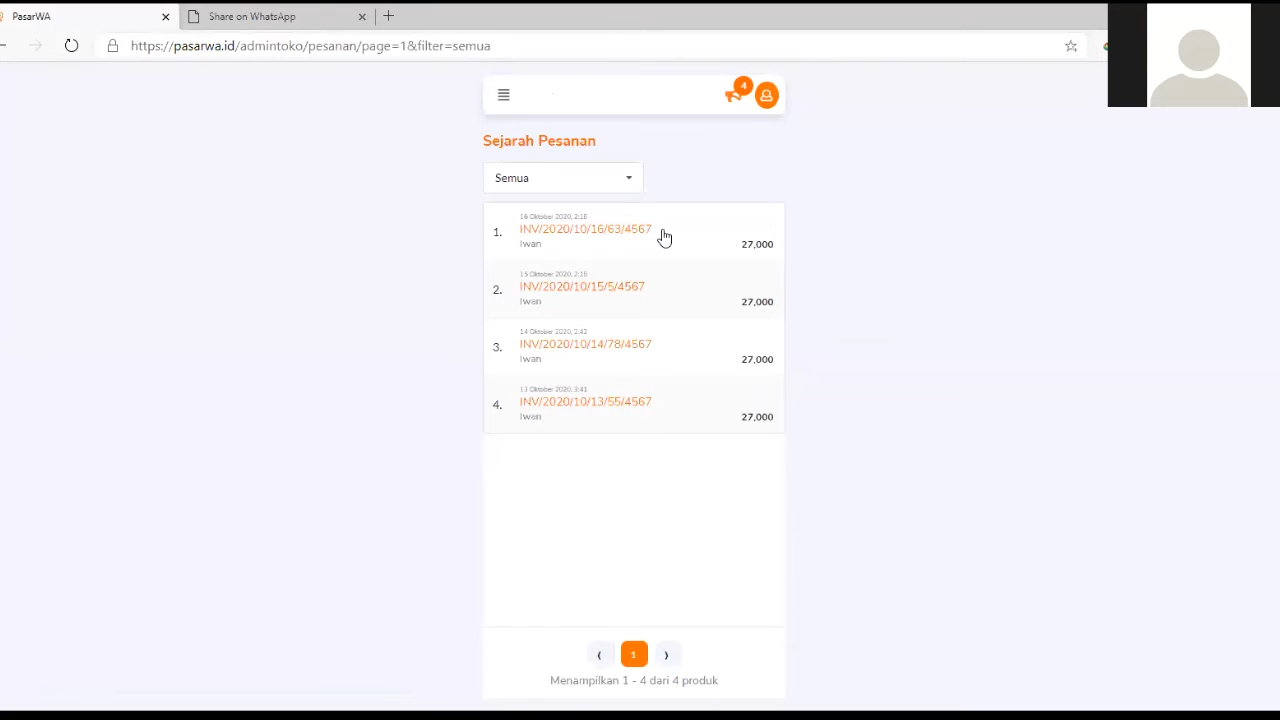 PasarWA
Share on WhatsApp
https://pasarwa.id/admintoko/pesanan/page=1&filter=semua
4
Sejarah Pesanan
Semua
1.
16 Oktober 2020, 2:18
INV/2020/10/16/63/4567
Iwan
27,000
2.
15 Oktober 2020, 2:18
INV/2020/10/15/5/4567
Iwan
27,000
3.
14 Oktober 2020, 2:42
INV/2020/10/14/78/4567
Iwan
27,000
4.
13 Oktober 2020, 3:41
INV/2020/10/13/55/4567
Iwan
27,000
1
Menampilkan 1 - 4 dari 4 produk